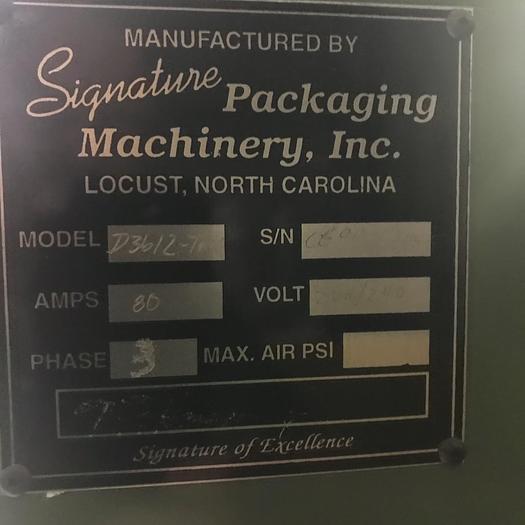 MANUFACTURED BY
Signature Packaging
Machinery, Inc.
LOCUST, NORTH CAROLINA
MODEL S/N
AMPS 80 VOLT
PHASE 3 MAX. AIR PSI
Signature of Excellence